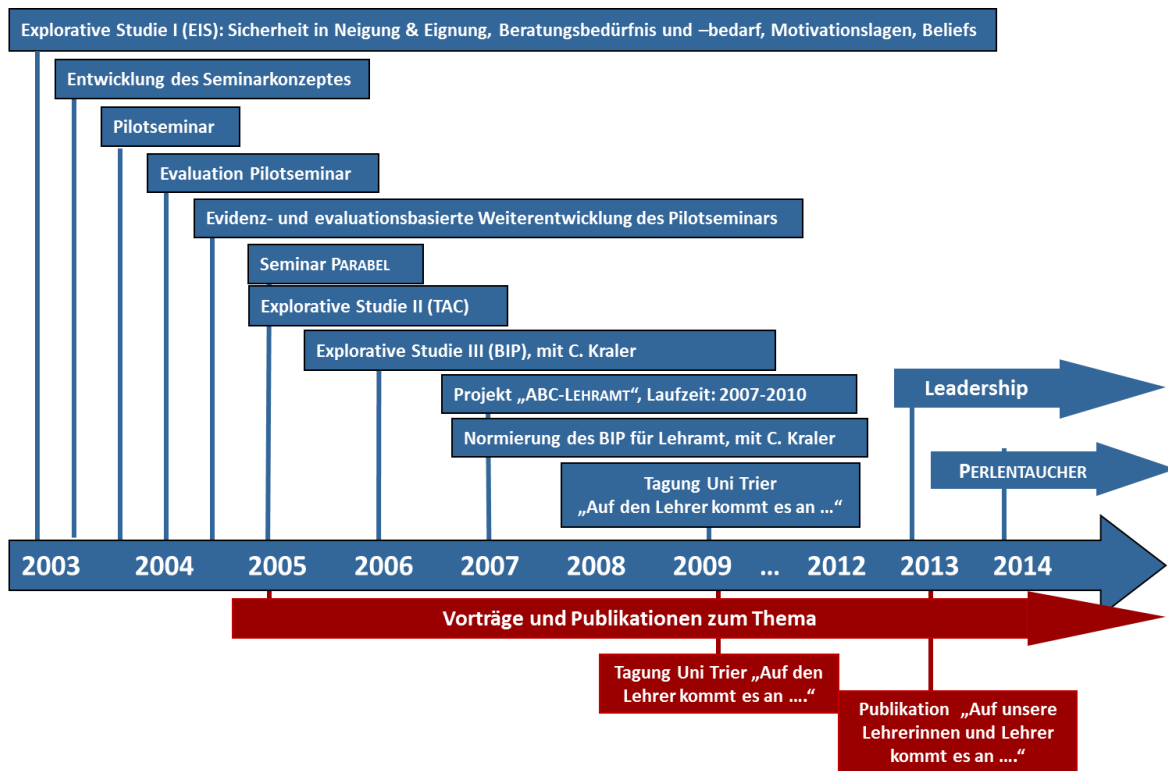 Explorative Studie I (EIS): Sicherheit in Neigung & Eignung, Beratungsbedürfnis und –bedarf, Motivationslagen, Beliefs
Entwicklung des Seminarkonzeptes
Pilotseminar
Evaluation Pilotseminar
Evidenz- und evaluationsbasierte Weiterentwicklung des Pilotseminars
Seminar PARABEL
Explorative Studie II (TAC)
Explorative Studie III (BIP), mit C. Kraler
Projekt „ABC-LEHRAMT“, Laufzeit: 2007-2010
Leadership
Normierung des BIP für Lehramt, mit C. Kraler
Tagung Uni Trier
„Auf den Lehrer kommt es an …“
PERLENTAUCHER
2003 2004 2005 2006 2007 2008 2009 … 2012 2013 2014
Vorträge und Publikationen zum Thema
Tagung Uni Trier „Auf den
Lehrer kommt es an ….“
Publikation „Auf unsere
Lehrerinnen und Lehrer
kommt es an ….“